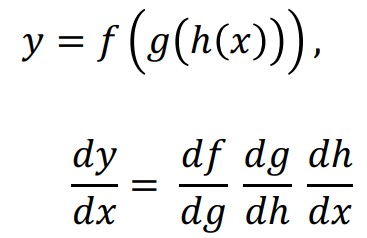 y = f(g(h(x))),
dy/dx = df/dg dg/dh dh/dx